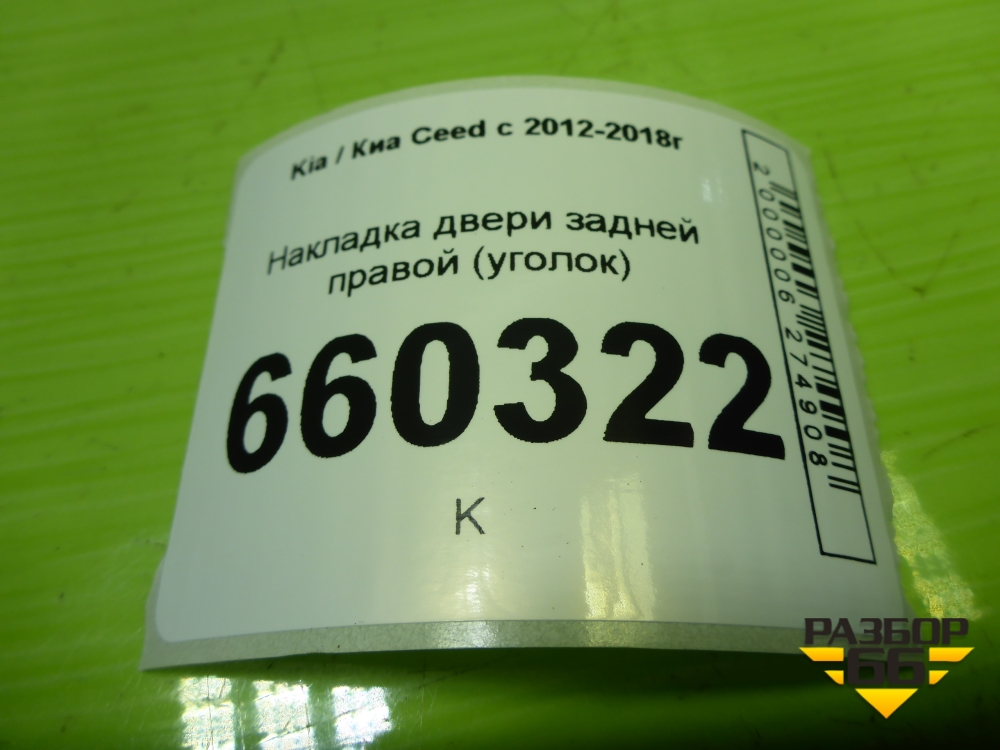 Kia / Киа Ceed с 2012-2018г
Накладка двери задней
правой (уголок)
660322
К
2000006274908
РАЗБОР
66